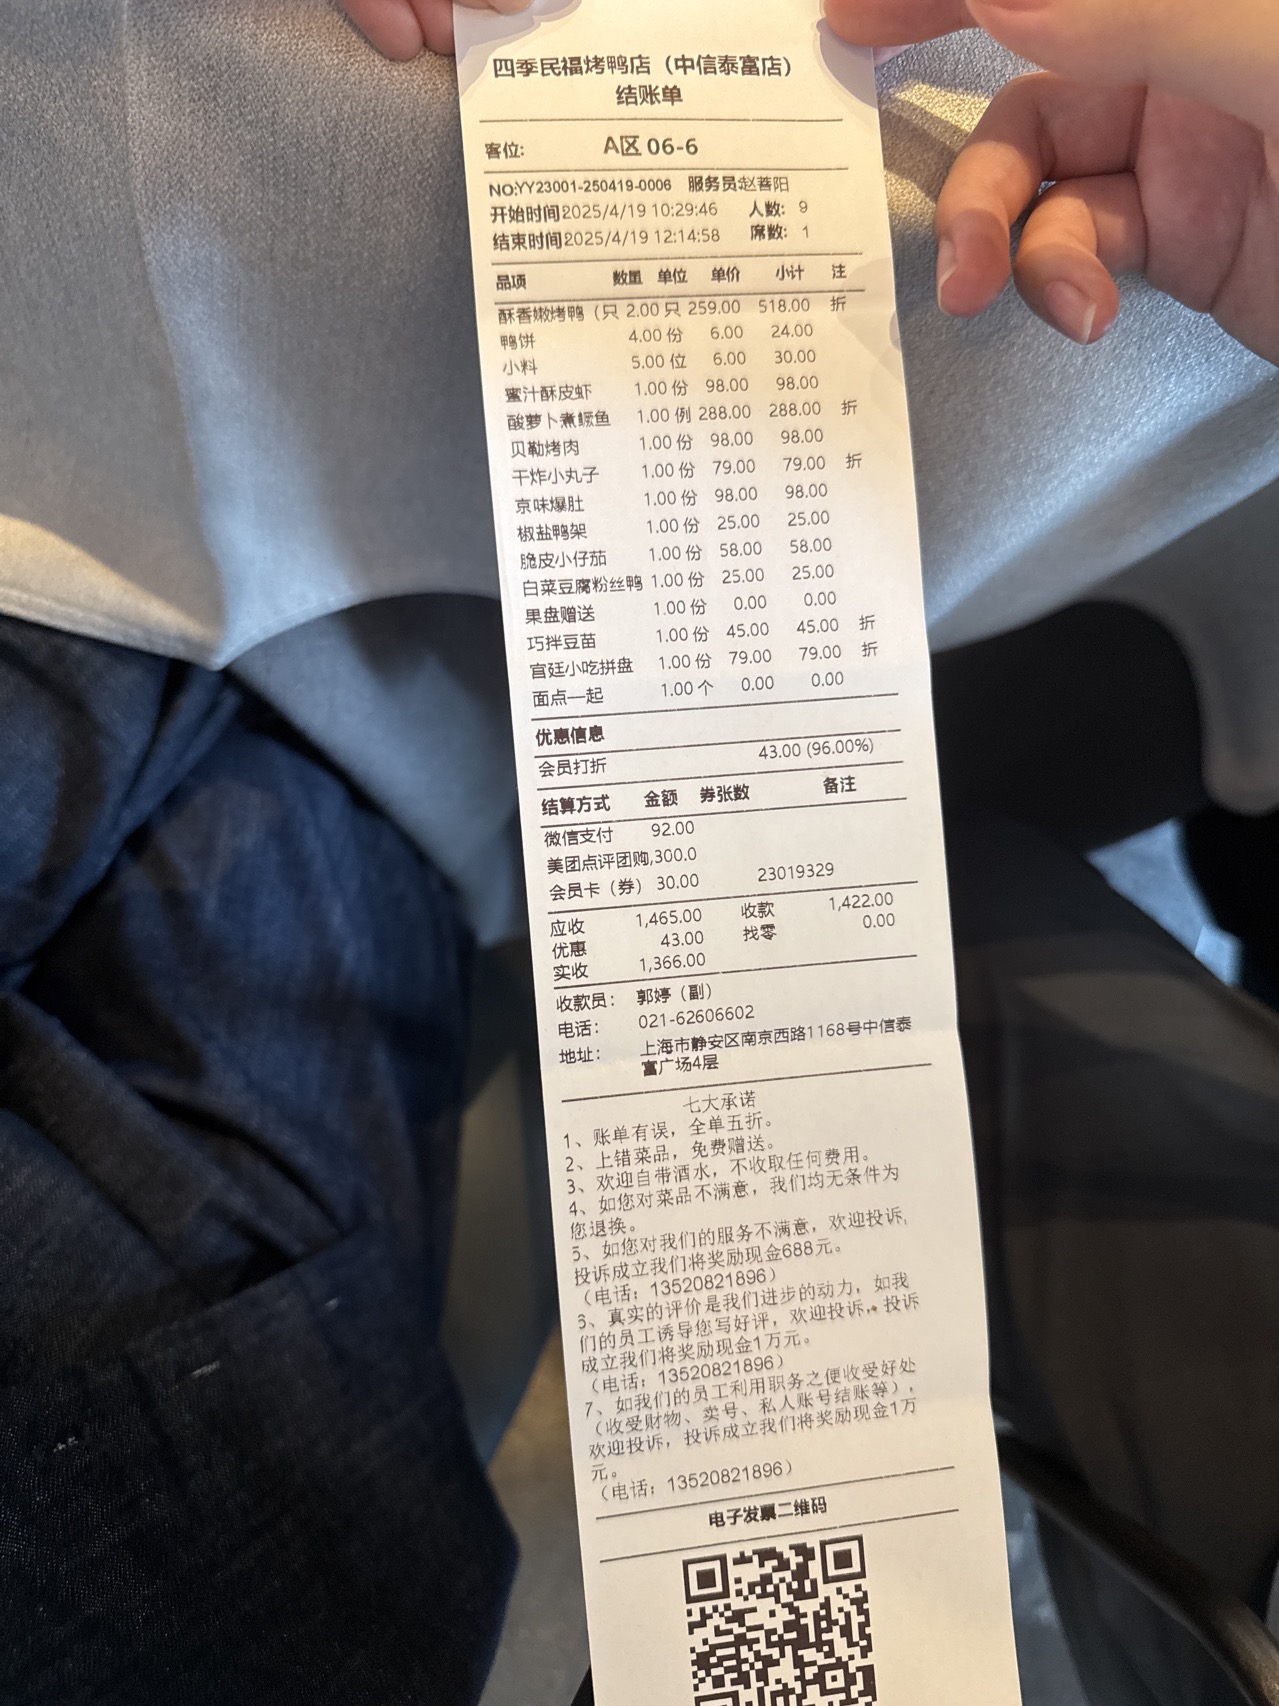 四季民福烤鸭店（中信泰富店）
结账单
客位: A区 06-6
NO:YY23001-250419-0006 服务员:赵萫阳
开始时间2025/4/19 10:29:46 人数: 9
结束时间2025/4/19 12:14:58 席数: 1
品项 数量 单位 单价 小计 注
酥香嫩烤鸭（只 2.00 只 259.00 518.00 折
鸭饼 4.00 份 6.00 24.00
小料 5.00 位 6.00 30.00
蜜汁酥皮虾 1.00 份 98.00 98.00
酸萝卜煮鳜鱼 1.00 例 288.00 288.00 折
贝勒烤肉 1.00 份 98.00 98.00
干炸小丸子 1.00 份 79.00 79.00 折
京味爆肚 1.00 份 98.00 98.00
椒盐鸭架 1.00 份 25.00 25.00
脆皮小仔茄 1.00 份 58.00 58.00
白菜豆腐粉丝鸭 1.00 份 25.00 25.00
果盘赠送 1.00 份 0.00 0.00
巧拌豆苗 1.00 份 45.00 45.00 折
宫廷小吃拼盘 1.00 份 79.00 79.00 折
面点一起 1.00 个 0.00 0.00
优惠信息
会员打折 43.00 (96.00%)
结算方式 金额 券张数 备注
微信支付 92.00
美团点评团购,300.0
会员卡（券） 30.00 23019329
应收 1,465.00 收款 1,422.00
优惠 43.00 找零 0.00
实收 1,366.00
收款员: 郭婷（副）
电话: 021-62606602
地址: 上海市静安区南京西路1168号中信泰
富广场4层
七大承诺
1、账单有误，全单五折。
2、上错菜品，免费赠送。
3、欢迎自带酒水，不收取任何费用。
4、如您对菜品不满意，我们均无条件为
您退换。
5、如您对我们的服务不满意，欢迎投诉,
投诉成立我们将奖励现金688元。
（电话：13520821896）
6、真实的评价是我们进步的动力，如我
们的员工诱导您写好评，欢迎投诉，投诉
成立我们将奖励现金1万元。
（电话：13520821896）
7、如我们的员工利用职务之便收受好处
（收受财物、卖号、私人账号结账等），
欢迎投诉，投诉成立我们将奖励现金1万
元。
（电话：13520821896）
电子发票二维码